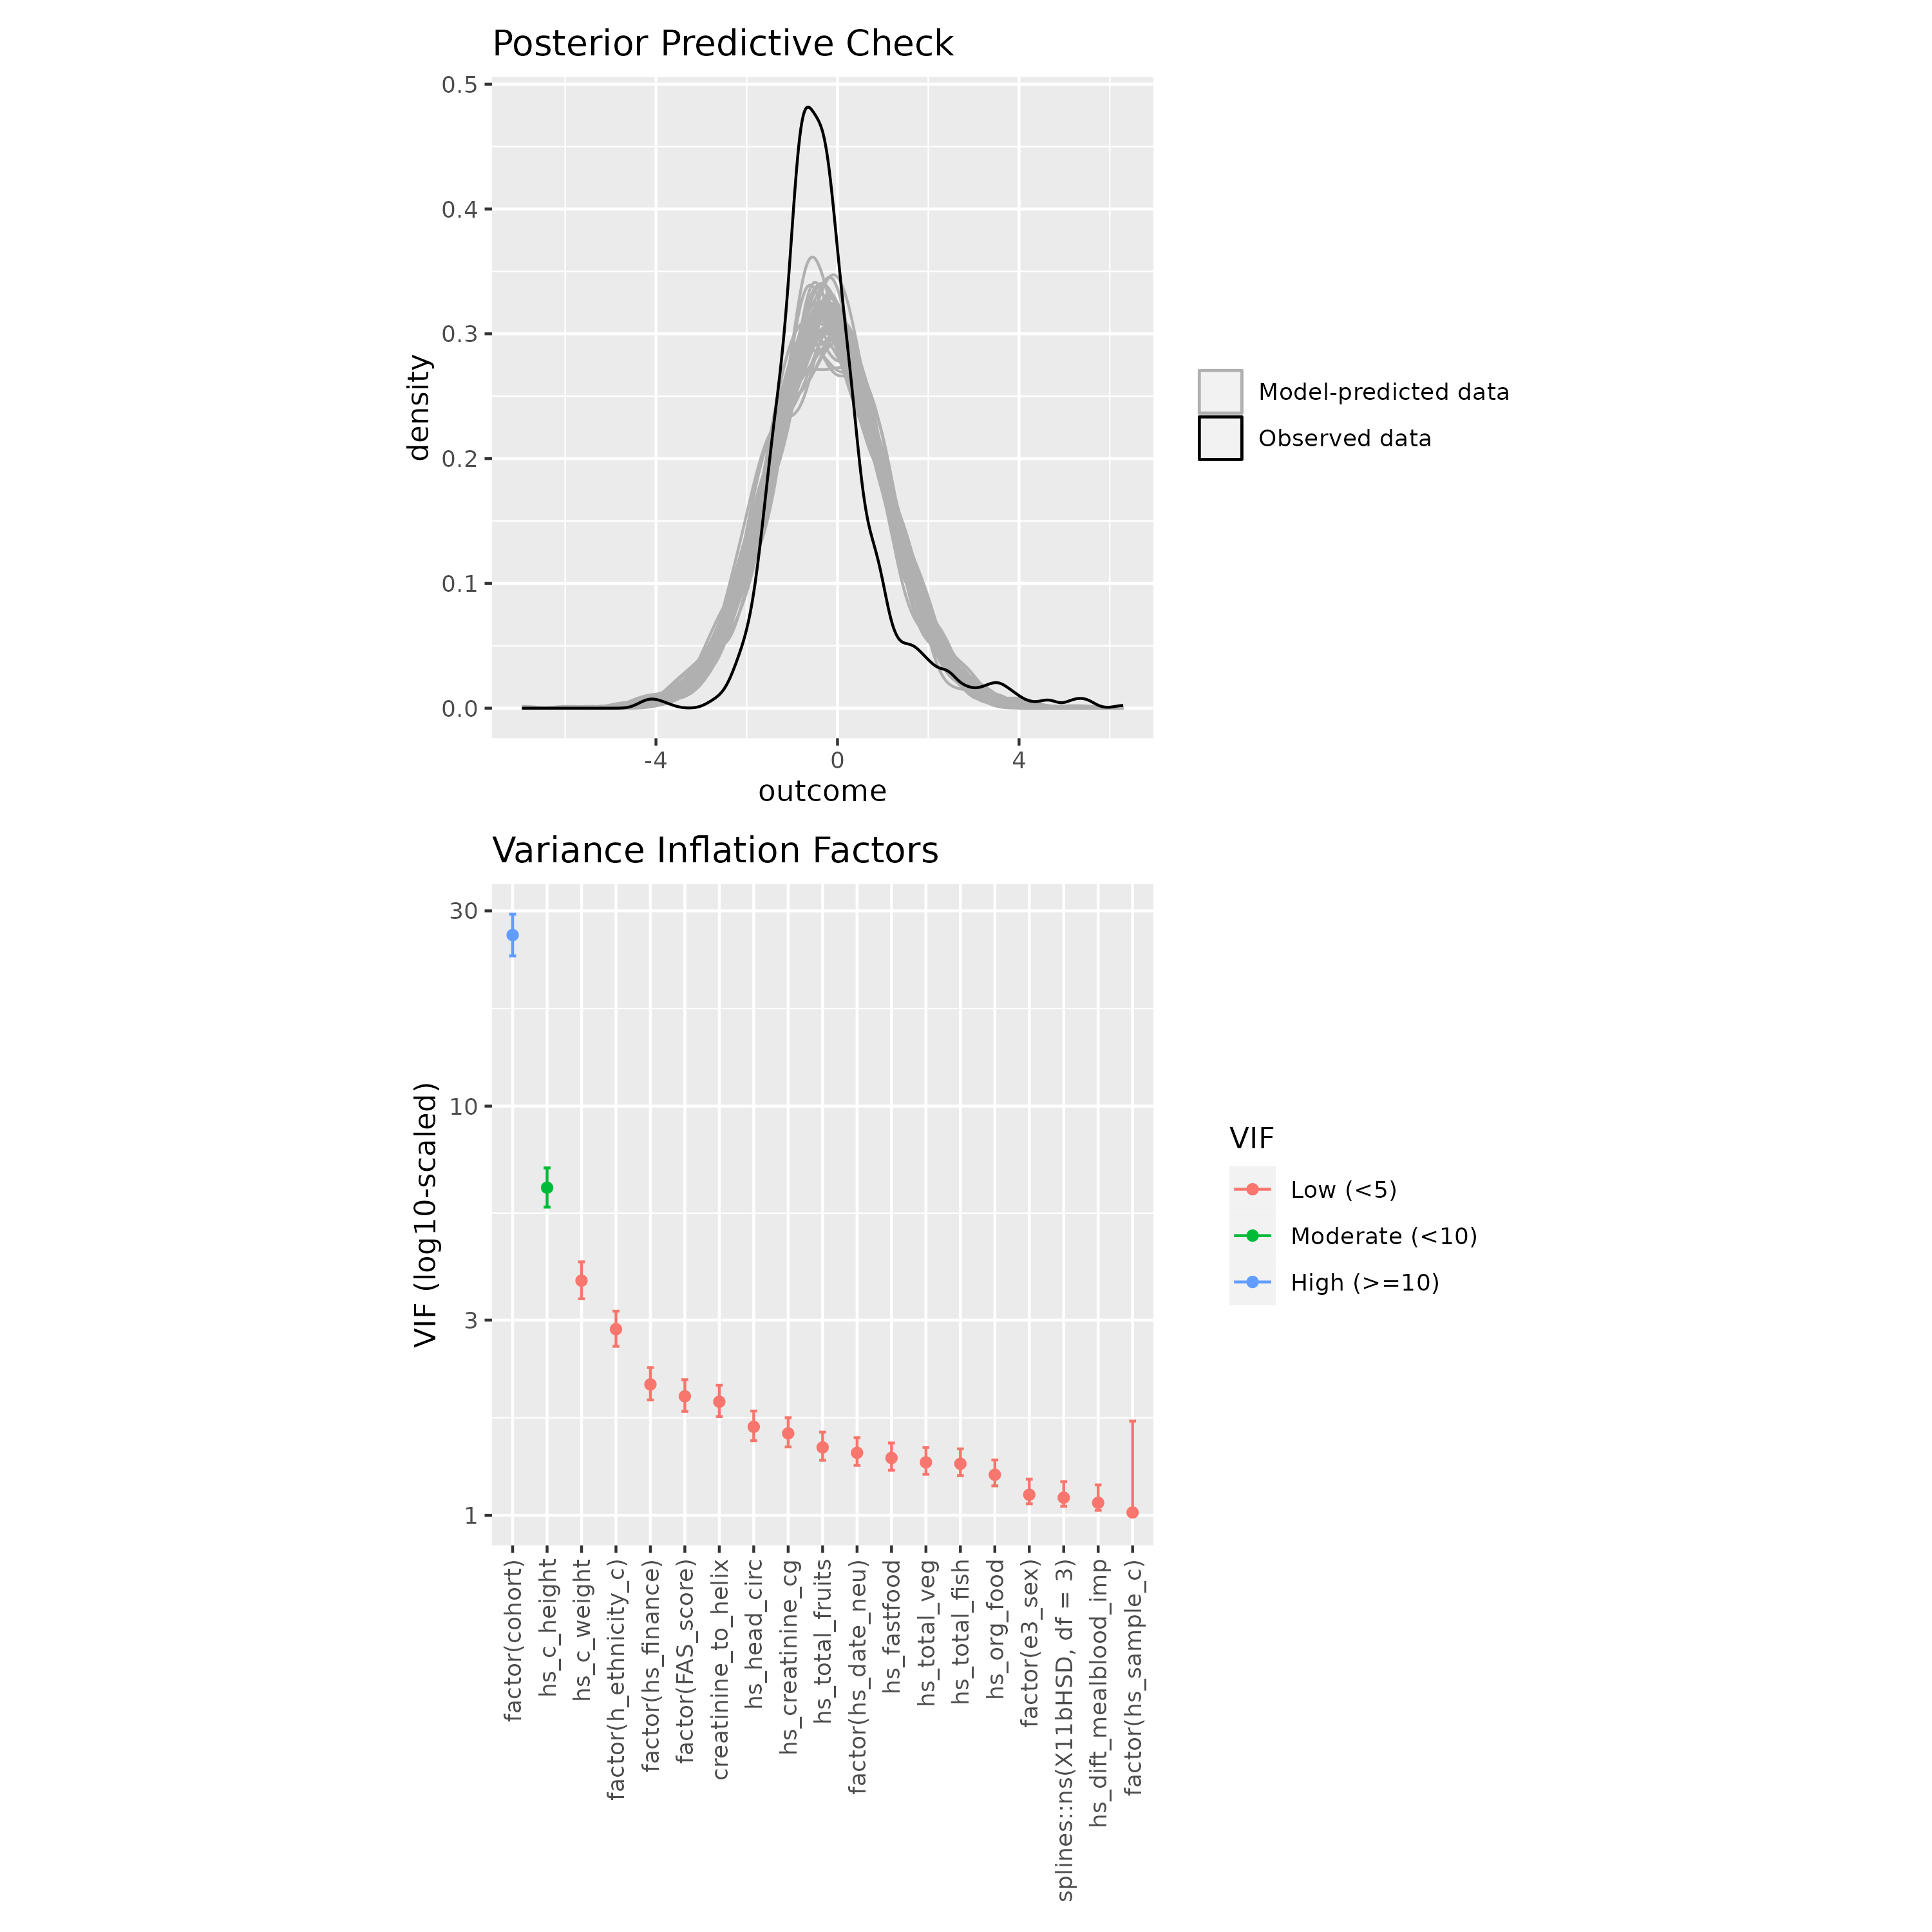 Posterior Predictive Check
0.5
0.4
0.3
0.2
0.1
0.0
density
-4
0
4
outcome
Model-predicted data
Observed data
Variance Inflation Factors
30
10
3
1
VIF (log10-scaled)
factor(cohort)
hs_c_height
hs_c_weight
factor(h_ethnicity_c)
factor(hs_finance)
factor(FAS_score)
creatinine_to_helix
hs_head_circ
hs_creatinine_cg
hs_total_fruits
factor(hs_date_neu)
hs_fastfood
hs_total_veg
hs_total_fish
hs_org_food
factor(e3_sex)
splines::ns(X11bHSD, df = 3)
hs_dift_mealblood_imp
factor(hs_sample_c)
VIF
Low (<5)
Moderate (<10)
High (>=10)